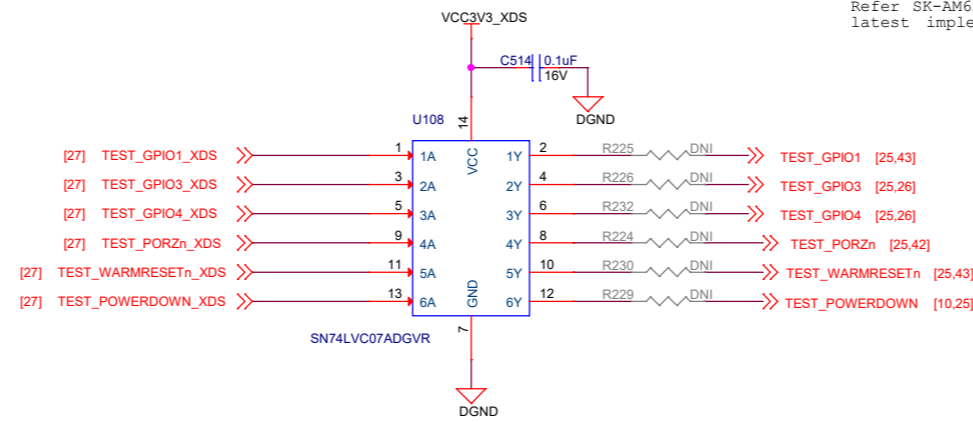 Refer SK-AM6
latest imple
VCC3V3_XDS
C514 0.1uF
16V
DGND
U108
14
VCC
[27] TEST_GPIO1_XDS 1 1A 1Y 2 R225 DNI TEST_GPIO1 [25,43]
[27] TEST_GPIO3_XDS 3 2A 2Y 4 R226 DNI TEST_GPIO3 [25,26]
[27] TEST_GPIO4_XDS 5 3A 3Y 6 R232 DNI TEST_GPIO4 [25,26]
[27] TEST_PORZn_XDS 9 4A 4Y 8 R224 DNI TEST_PORZn [25,42]
[27] TEST_WARMRESETn_XDS 11 5A 5Y 10 R230 DNI TEST_WARMRESETn [25,43]
[27] TEST_POWERDOWN_XDS 13 6A 6Y 12 R229 DNI TEST_POWERDOWN [10,25]
GND
7
SN74LVC07ADGVR
DGND